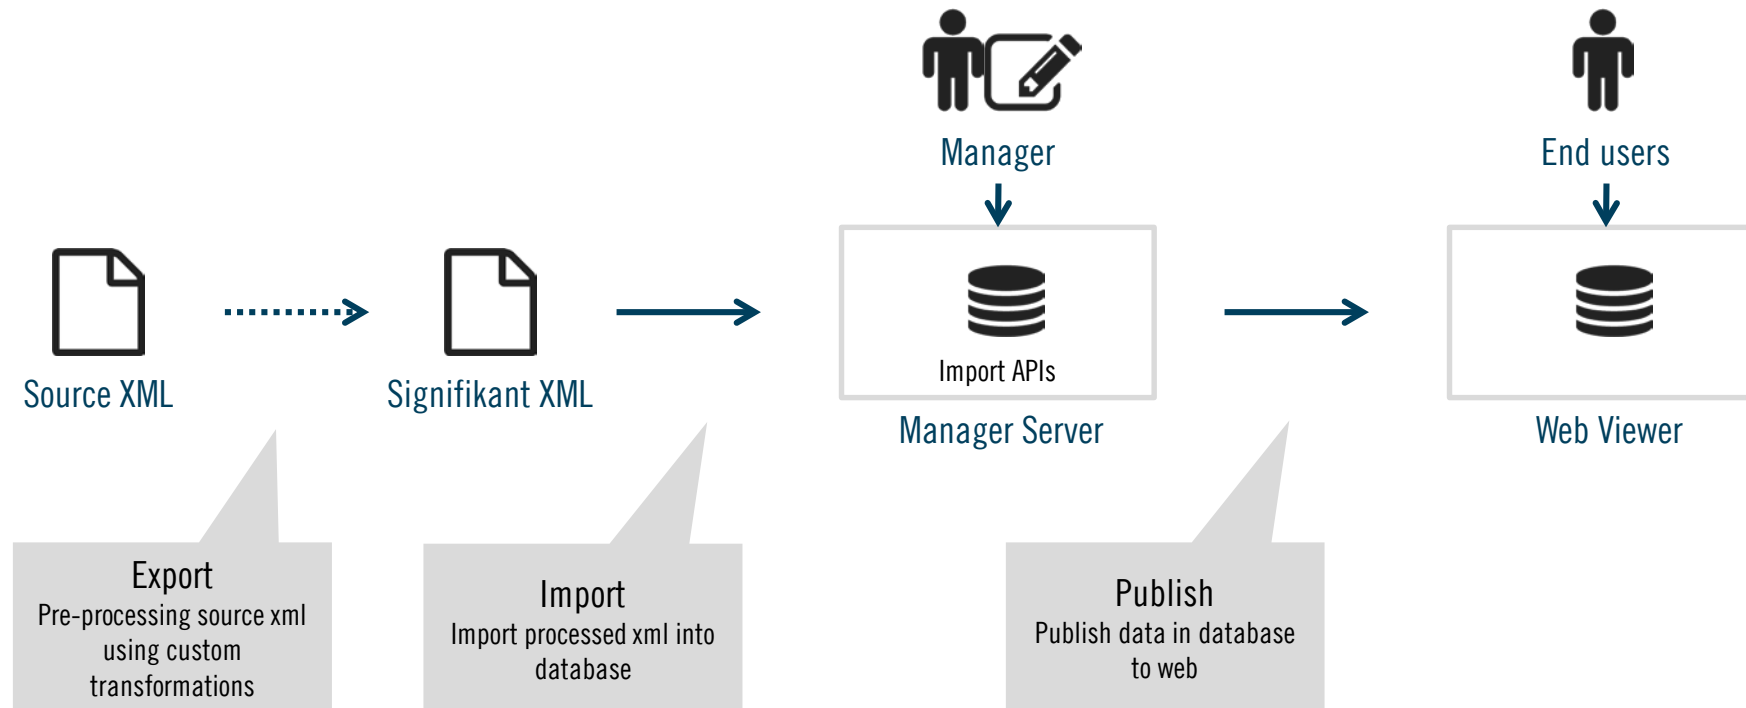 Manager
End users
Import APIs
Source XML
Signifikant XML
Manager Server
Web Viewer
Export
Pre-processing source xml
using custom
transformations
Import
Import processed xml into
database
Publish
Publish data in database
to web